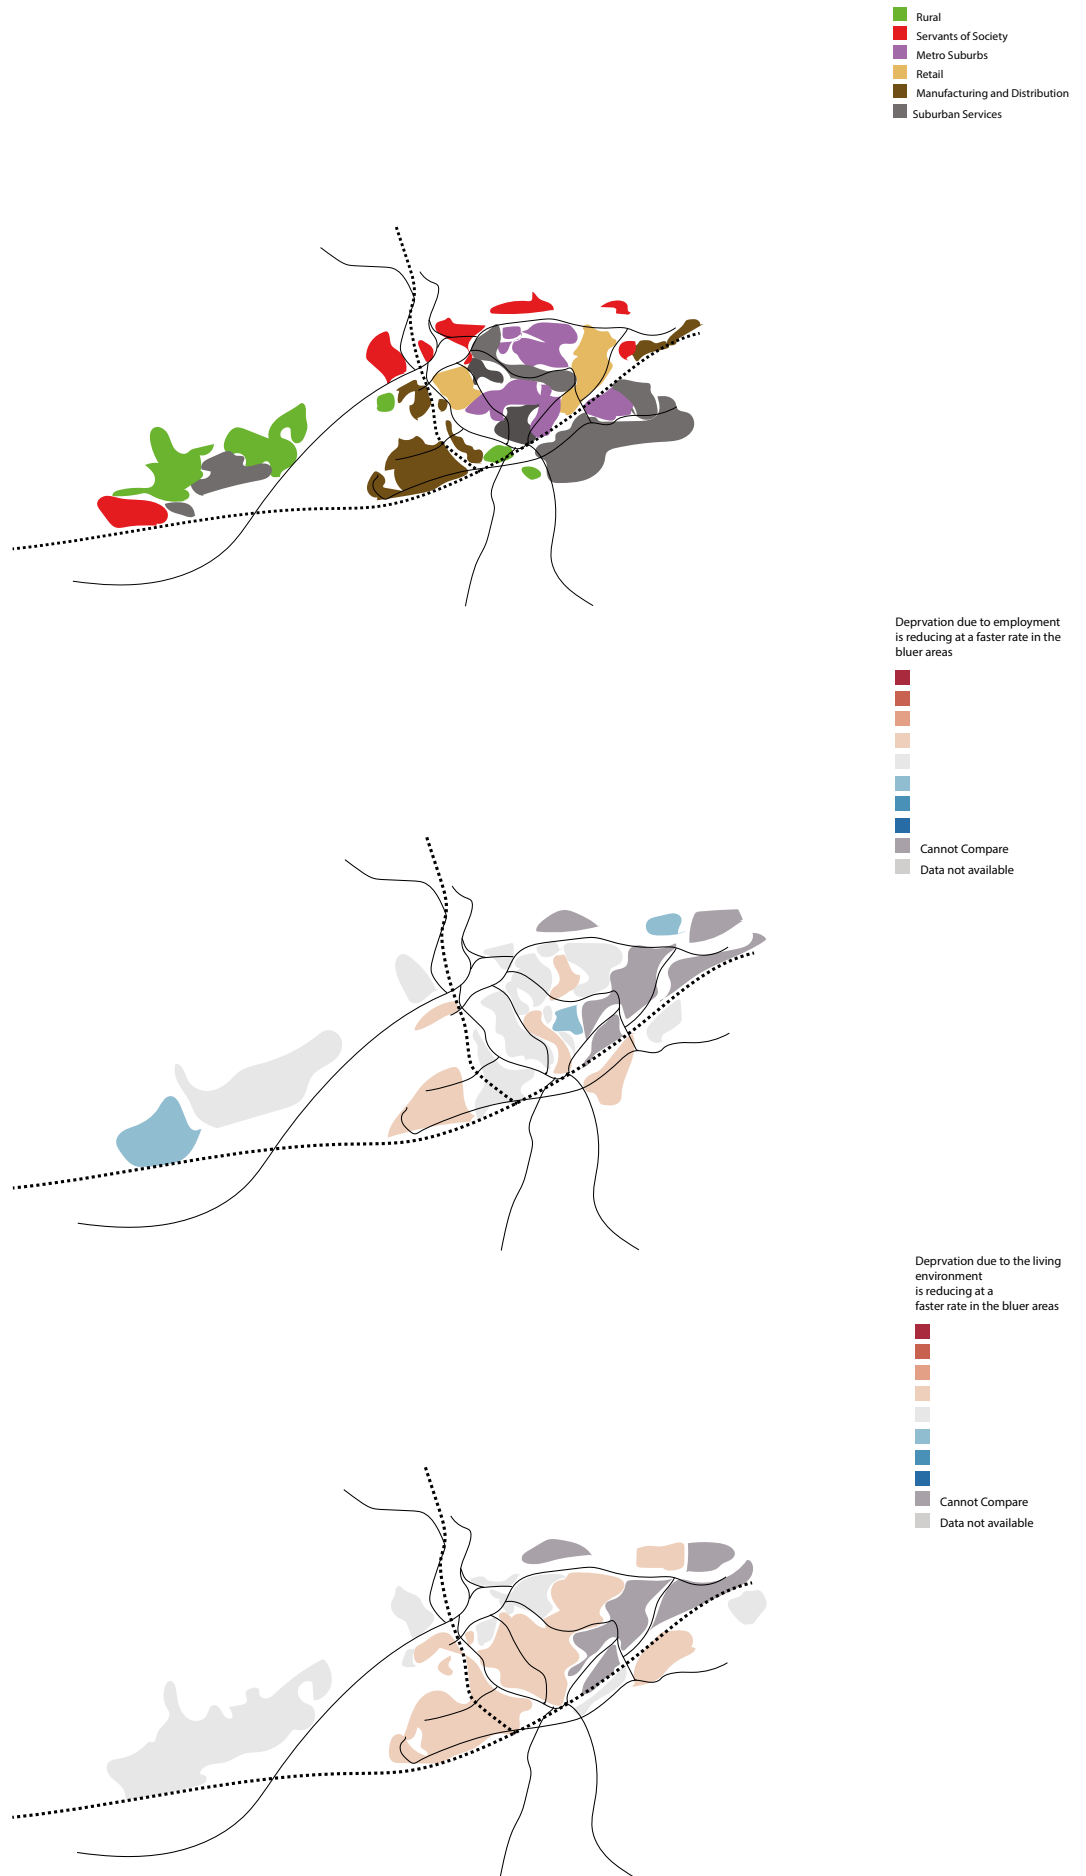 Rural
Servants of Society
Metro Suburbs
Retail
Manufacturing and Distribution
Suburban Services
Deprvation due to employment
is reducing at a faster rate in the
bluer areas
Cannot Compare
Data not available
Deprvation due to the living
environment
is reducing at a
faster rate in the bluer areas
Cannot Compare
Data not available